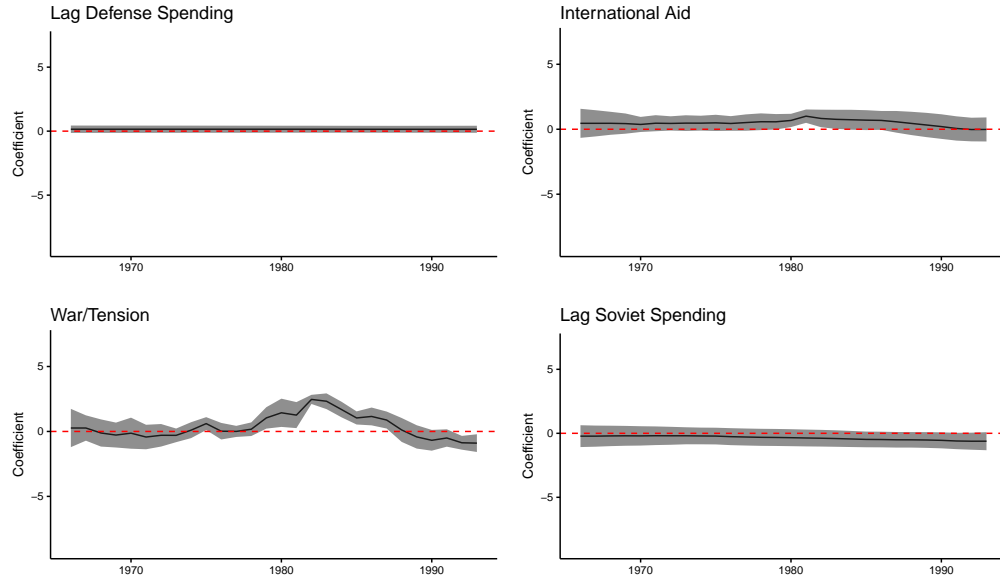 Lag Defense Spending
Coefficient
5
0
−5
1970 1980 1990
International Aid
Coefficient
5
0
−5
1970 1980 1990
War/Tension
Coefficient
5
0
−5
1970 1980 1990
Lag Soviet Spending
Coefficient
5
0
−5
1970 1980 1990